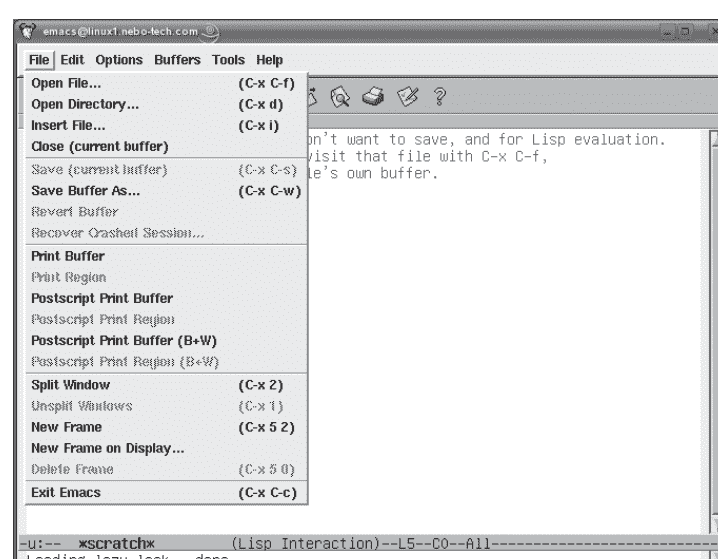 emacs@linux1.nebo-tech.com
File Edit Options Buffers Tools Help
Open File... (C-x C-f)
Open Directory... (C-x d)
Insert File... (C-x i)
Close (current buffer)
Save (current buffer) (C-x C-s)
Save Buffer As... (C-x C-w)
Revert Buffer
Recover Crashed Session...
Print Buffer
Print Region
Postscript Print Buffer
Postscript Print Region
Postscript Print Buffer (B+W)
Postscript Print Region (B+W)
Split Window (C-x 2)
Unsplit Windows (C-x 1)
New Frame (C-x 5 2)
New Frame on Display...
Delete Frame (C-x 5 0)
Exit Emacs (C-x C-c)
n't want to save, and for Lisp evaluation.
visit that file with C-x C-f,
le's own buffer.
-u:-- *scratch* (Lisp Interaction)--L5--C0--All--------------------------